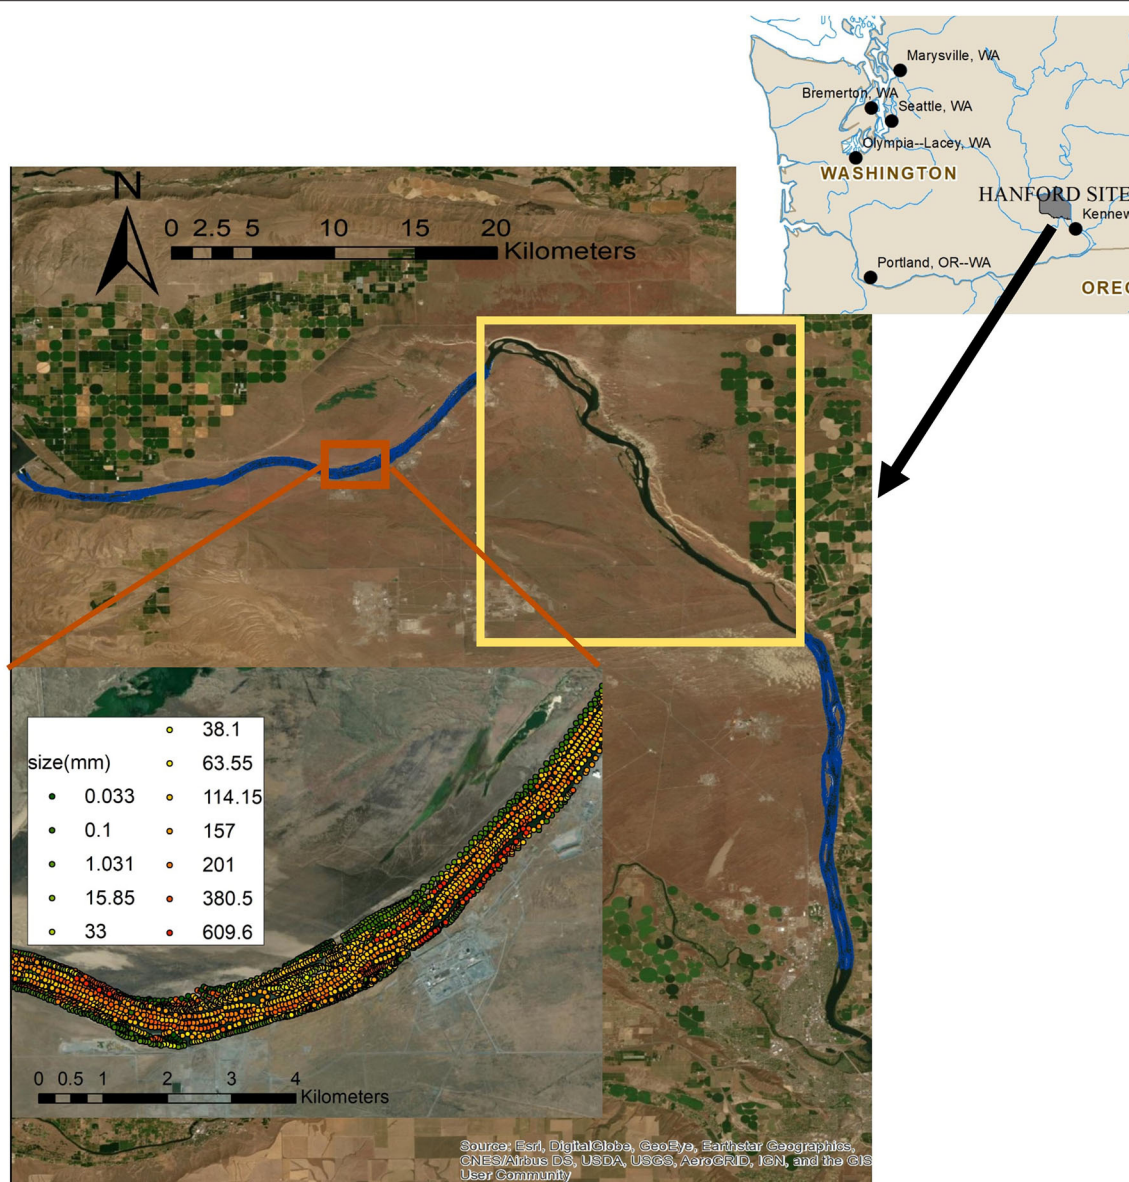 Marysville, WA
Bremerton, WA
Seattle, WA
Olympia--Lacey, WA
WASHINGTON
HANFORD SITE
Kennew
Portland, OR--WA
OREG
N
0 2.5 5 10 15 20
Kilometers
size(mm)
0.033
0.1
1.031
15.85
33
38.1
63.55
114.15
157
201
380.5
609.6
0 0.5 1 2 3 4
Kilometers
Source: Esri, DigitalGlobe, GeoEye, Earthstar Geographics,
CNES/Airbus DS, USDA, USGS, AeroGRID, IGN, and the GIS
User Community